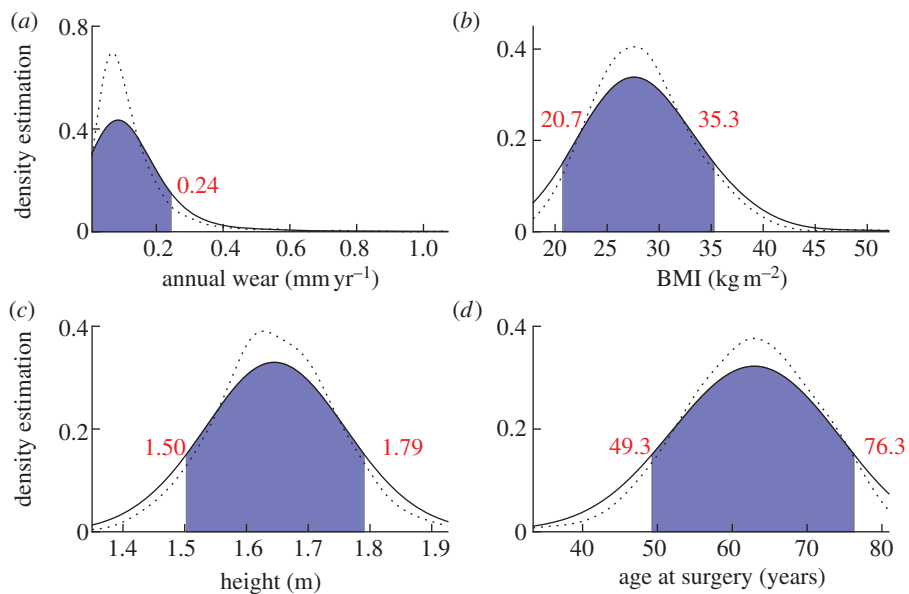 (a)
0.8
0.4
0
density estimation
0.24
0.2 0.4 0.6 0.8 1.0
annual wear (mm yr⁻¹)
(b)
0.4
0.2
0
20.7
35.3
20 25 30 35 40 45 50
BMI (kg m⁻²)
(c)
0.4
0.2
0
density estimation
1.50
1.79
1.4 1.5 1.6 1.7 1.8 1.9
height (m)
(d)
0.4
0.2
0
49.3
76.3
40 50 60 70 80
age at surgery (years)